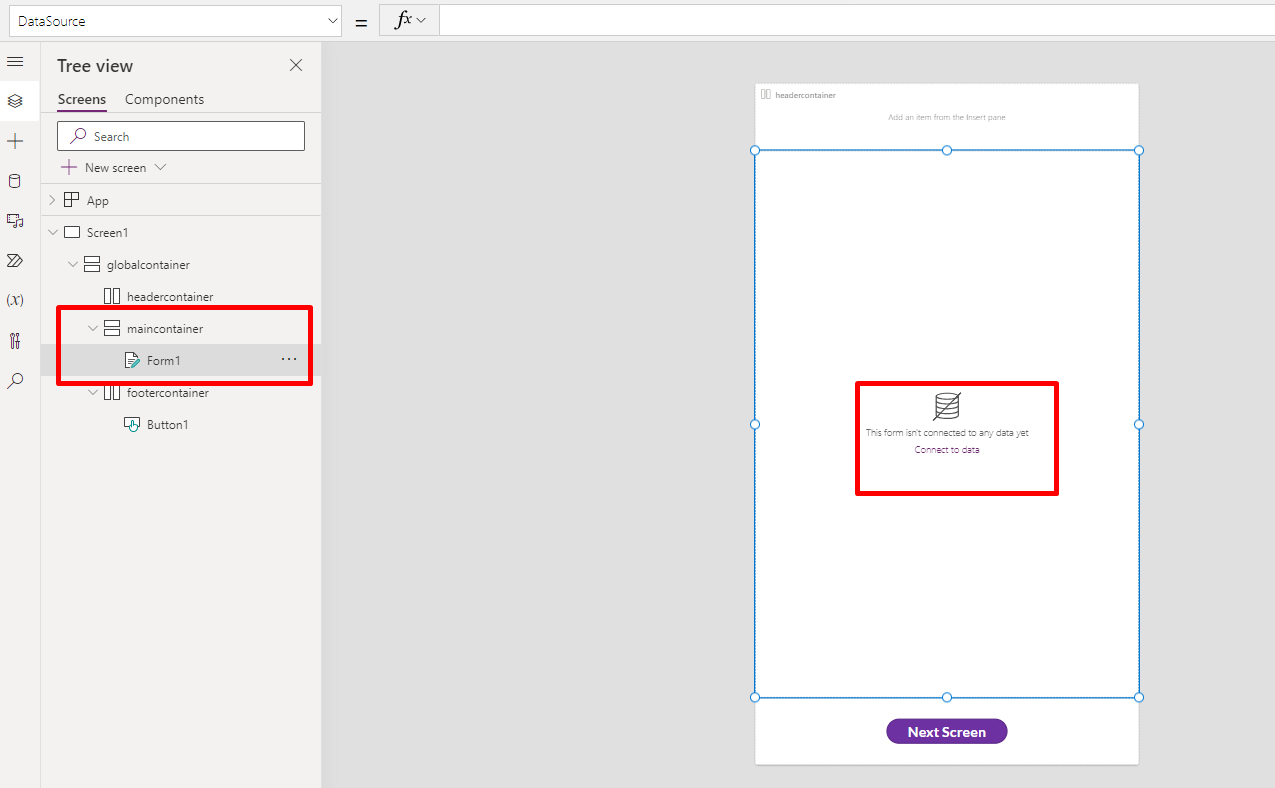 DataSource
=
fx
Tree view
Screens
Components
Search
New screen
App
Screen1
globalcontainer
headercontainer
maincontainer
Form1
...
footercontainer
Button1
(x)
headercontainer
Add an item from the Insert pane
This form isn't connected to any data yet
Connect to data
Next Screen